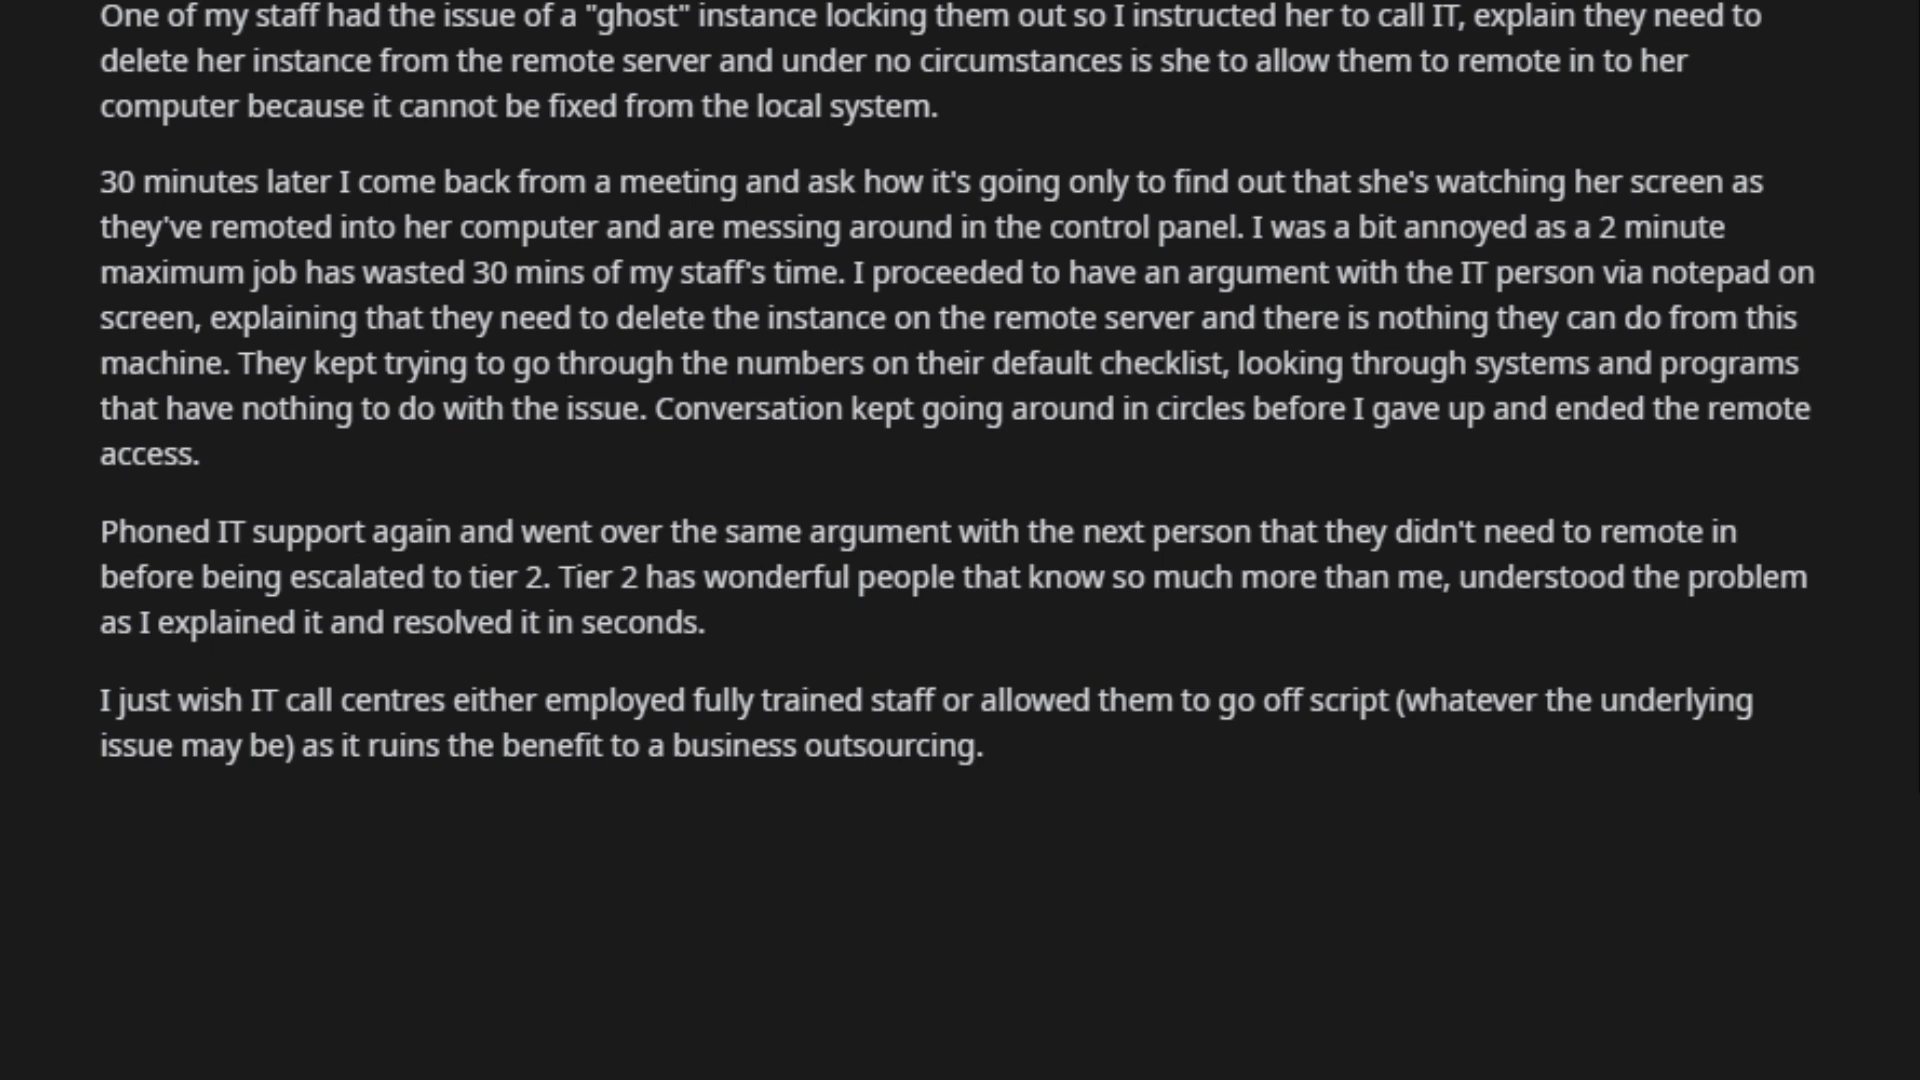 One of my staff had the issue of a "ghost" instance locking them out so I instructed her to call IT, explain they need to
delete her instance from the remote server and under no circumstances is she to allow them to remote in to her
computer because it cannot be fixed from the local system.
30 minutes later I come back from a meeting and ask how it's going only to find out that she's watching her screen as
they've remoted into her computer and are messing around in the control panel. I was a bit annoyed as a 2 minute
maximum job has wasted 30 mins of my staff's time. I proceeded to have an argument with the IT person via notepad on
screen, explaining that they need to delete the instance on the remote server and there is nothing they can do from this
machine. They kept trying to go through the numbers on their default checklist, looking through systems and programs
that have nothing to do with the issue. Conversation kept going around in circles before I gave up and ended the remote
access.
Phoned IT support again and went over the same argument with the next person that they didn't need to remote in
before being escalated to tier 2. Tier 2 has wonderful people that know so much more than me, understood the problem
as I explained it and resolved it in seconds.
I just wish IT call centres either employed fully trained staff or allowed them to go off script (whatever the underlying
issue may be) as it ruins the benefit to a business outsourcing.